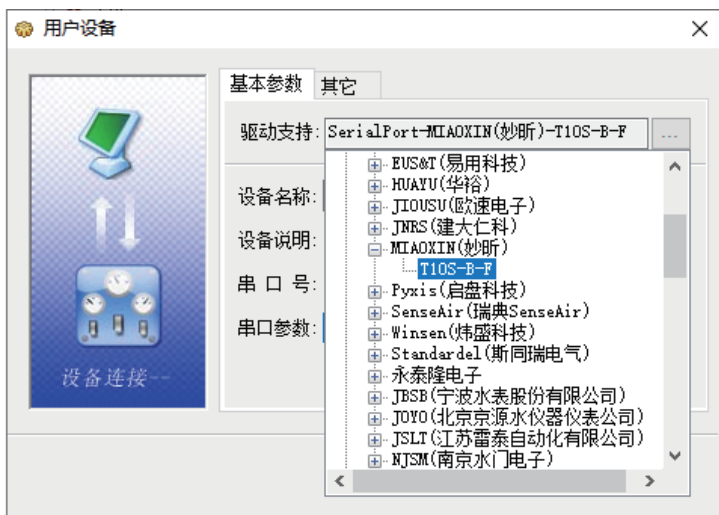 用户设备
基本参数 其它
驱动支持: SerialPort-MIAOXIN(妙昕)-T10S-B-F ...
EUS&T(易用科技)
HUAYU(华裕)
设备名称:
JIOUSU(欧速电子)
JNRS(建大仁科)
设备说明:
MIAOXIN(妙昕)
T10S-B-F
串 口 号:
Pyxis(启盘科技)
SenseAir(瑞典SenseAir)
串口参数:
Winsen(炜盛科技)
Standardel(斯同瑞电气)
设备连接--
永泰隆电子
JBSB(宁波水表股份有限公司)
JOYO(北京京源水仪器仪表公司)
JSLT(江苏雷泰自动化有限公司)
NJSM(南京水门电子)